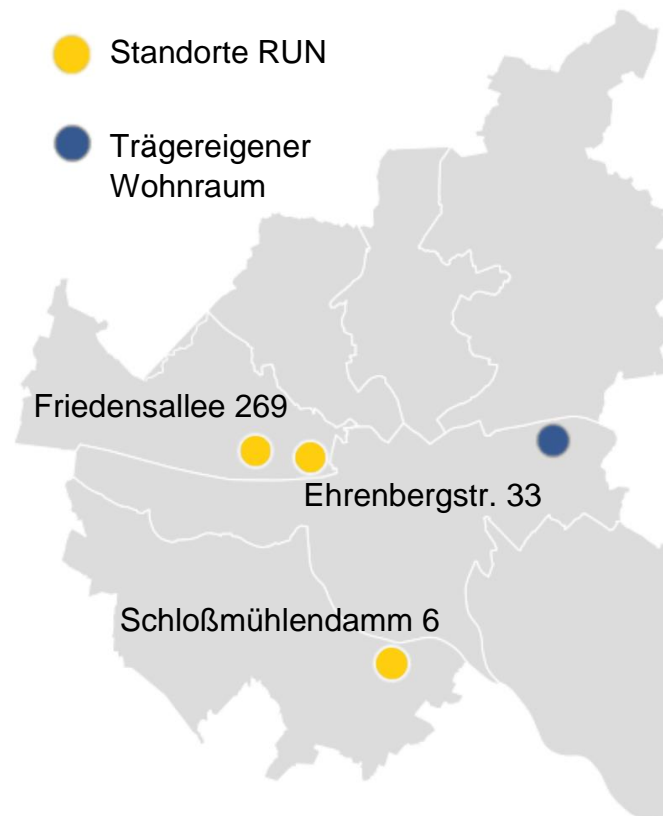 Standorte RUN
Trägereigener
Wohnraum
Friedensallee 269
Ehrenbergstr. 33
Schloßmühlendamm 6